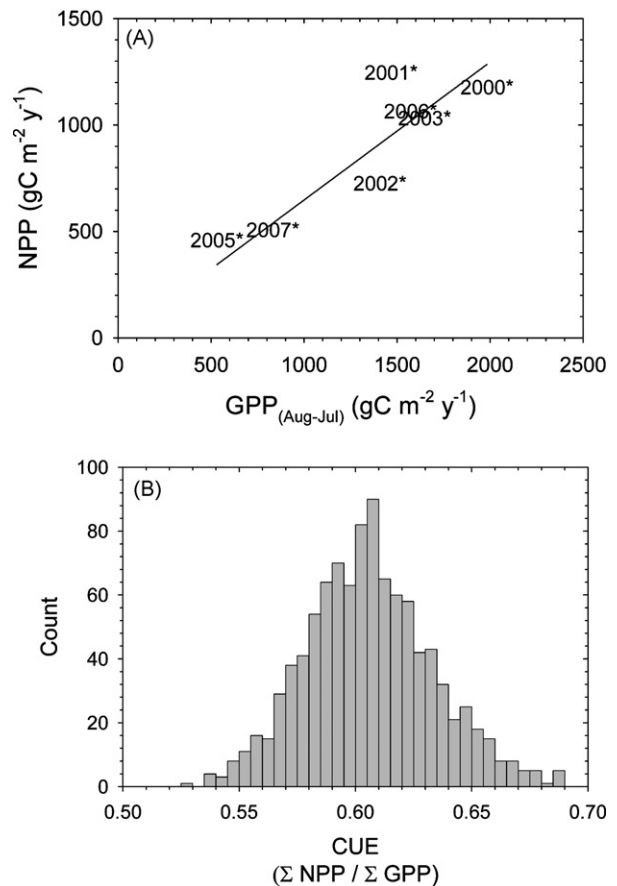 (A)
1500
1000
500
0
NPP (gC m⁻² y⁻¹)
2001*
2000*
2006*
2003*
2002*
2007*
2005*
0 500 1000 1500 2000 2500
GPP(Aug-Jul) (gC m⁻² y⁻¹)
(B)
100
80
60
40
20
0
Count
0.50 0.55 0.60 0.65 0.70
CUE
(Σ NPP / Σ GPP)